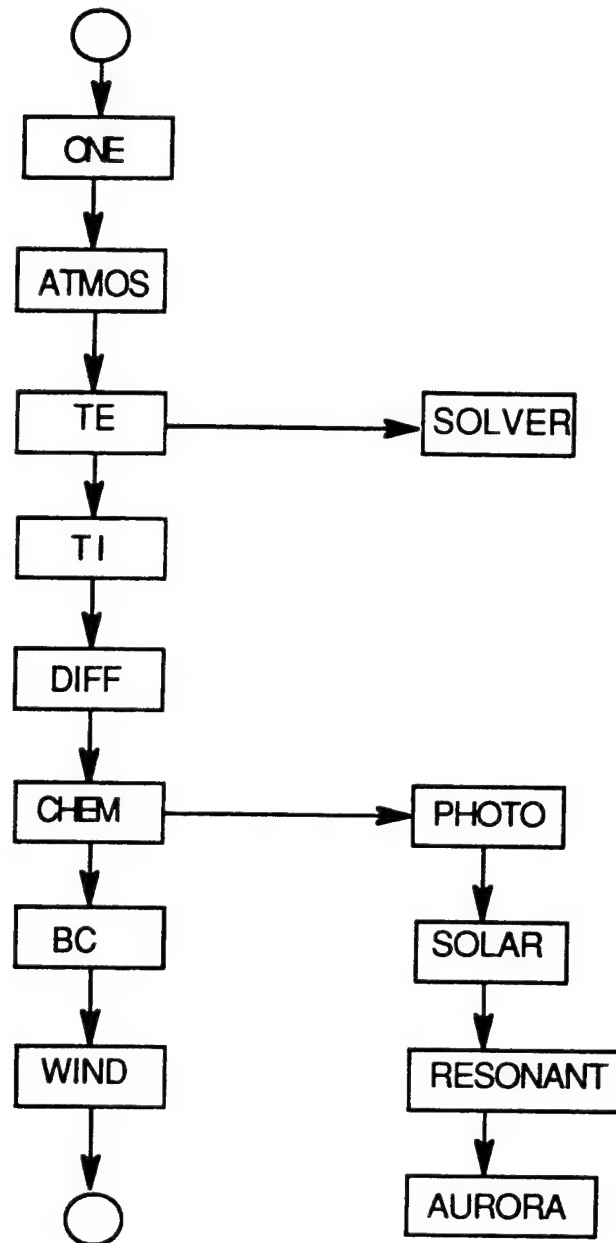 ONE
ATMOS
TE
SOLVER
TI
DIFF
CHEM
PHOTO
BC
SOLAR
WIND
RESONANT
AURORA